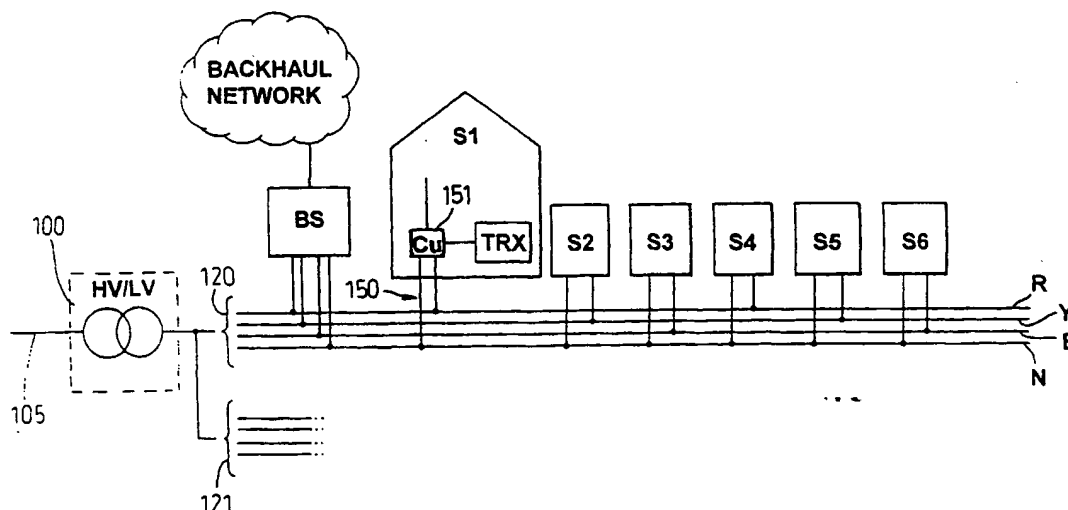 BACKHAUL
NETWORK
S1
151
BS
Cu
TRX
S2
S3
S4
S5
S6
100
HV/LV
120
150
R
Y
N
105
121